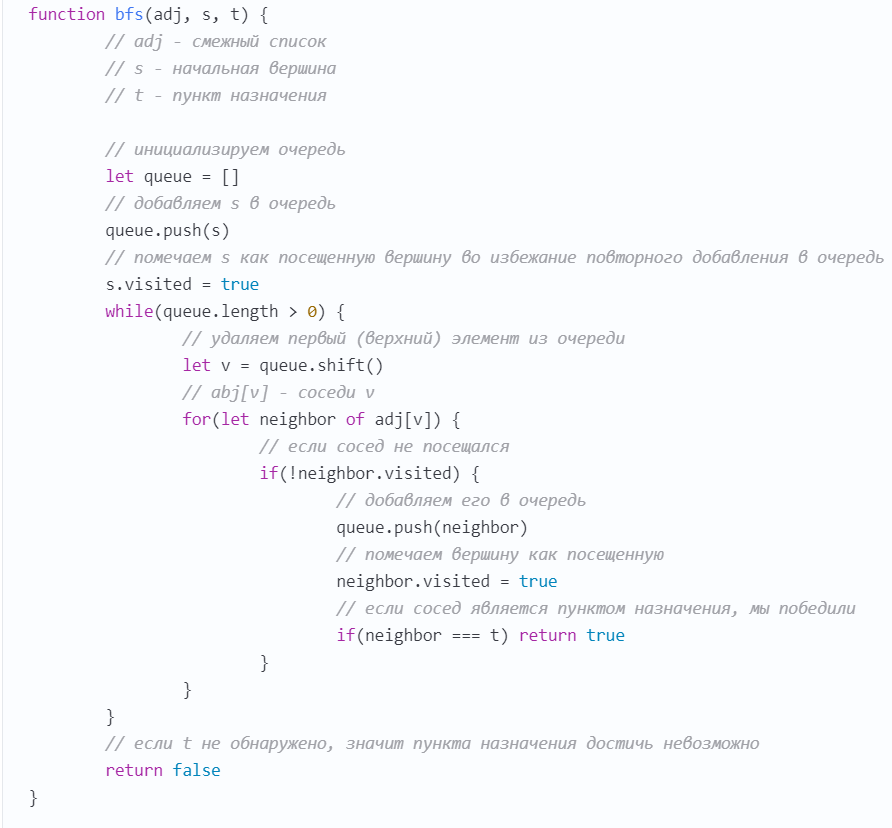 function bfs(adj, s, t) {
// adj - смежный список
// s - начальная вершина
// t - пункт назначения
// инициализируем очередь
let queue = []
// добавляем s в очередь
queue.push(s)
// помечаем s как посещенную вершину во избежание повторного добавления в очередь
s.visited = true
while(queue.length > 0) {
// удаляем первый (верхний) элемент из очереди
let v = queue.shift()
// abj[v] - соседи v
for(let neighbor of adj[v]) {
// если сосед не посещался
if(!neighbor.visited) {
// добавляем его в очередь
queue.push(neighbor)
// помечаем вершину как посещенную
neighbor.visited = true
// если сосед является пунктом назначения, мы победили
if(neighbor === t) return true
}
}
}
// если t не обнаружено, значит пункта назначения достичь невозможно
return false
}